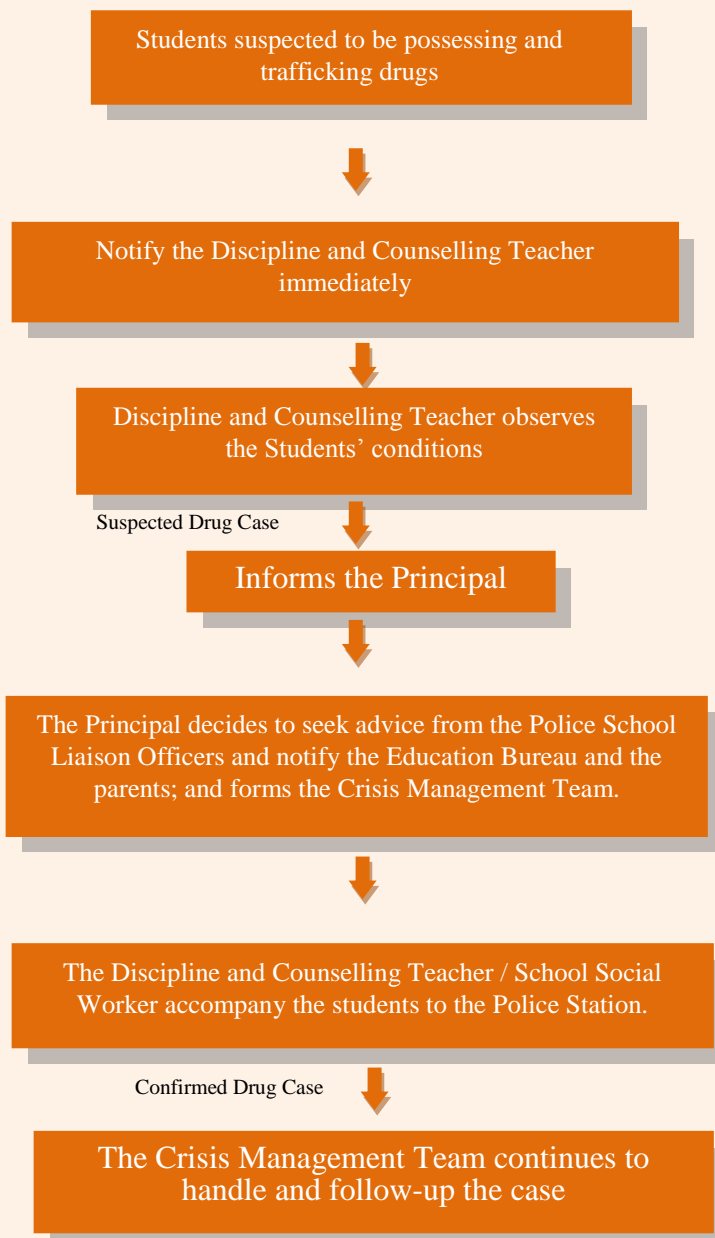 Students suspected to be possessing and
trafficking drugs
Notify the Discipline and Counselling Teacher
immediately
Discipline and Counselling Teacher observes
the Students’ conditions
Suspected Drug Case
Informs the Principal
The Principal decides to seek advice from the Police School
Liaison Officers and notify the Education Bureau and the
parents; and forms the Crisis Management Team.
The Discipline and Counselling Teacher / School Social
Worker accompany the students to the Police Station.
Confirmed Drug Case
The Crisis Management Team continues to
handle and follow-up the case